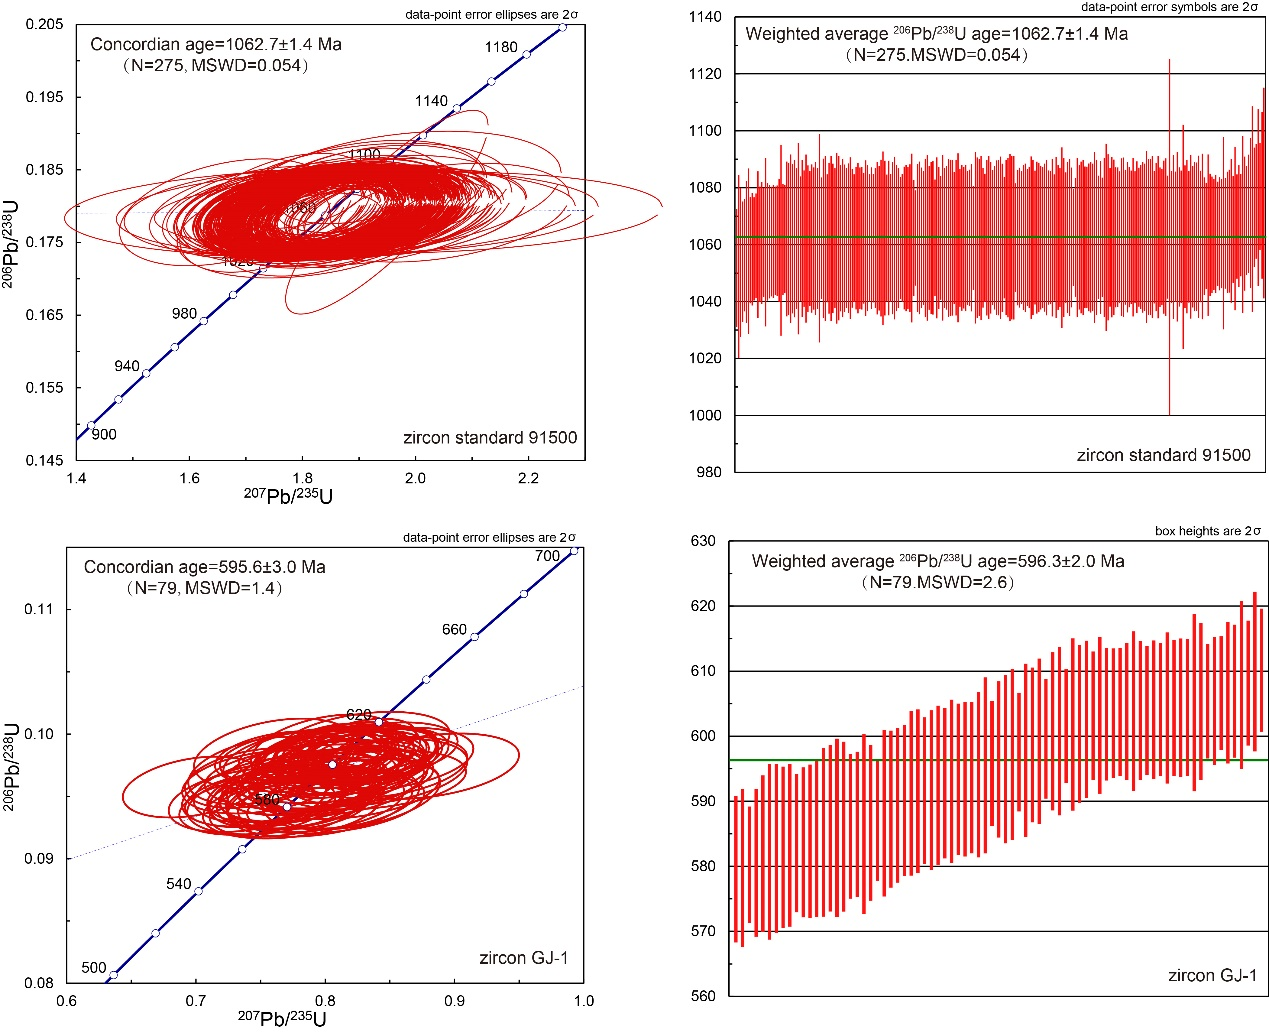 data-point error ellipses are 2σ
Concordian age=1062.7±1.4 Ma
(N=275, MSWD=0.054)
0.205
0.195
0.185
0.175
0.165
0.155
0.145
1180
1140
1100
980
940
900
zircon standard 91500
1.4
1.6
1.8
2.0
2.2
²⁰⁶Pb/²³⁸U
²⁰⁷Pb/²³⁵U
data-point error symbols are 2σ
Weighted average ²⁰⁶Pb/²³⁸U age=1062.7±1.4 Ma
(N=275.MSWD=0.054)
1140
1120
1100
1080
1060
1040
1020
1000
980
zircon standard 91500
data-point error ellipses are 2σ
Concordian age=595.6±3.0 Ma
(N=79, MSWD=1.4)
0.11
0.10
0.09
0.08
700
660
620
580
540
500
zircon GJ-1
0.6
0.7
0.8
0.9
1.0
²⁰⁶Pb/²³⁸U
²⁰⁷Pb/²³⁵U
box heights are 2σ
Weighted average ²⁰⁶Pb/²³⁸U age=596.3±2.0 Ma
(N=79.MSWD=2.6)
630
620
610
600
590
580
570
560
zircon GJ-1